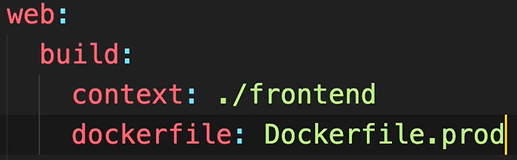 web:
  build:
    context: ./frontend
    dockerfile: Dockerfile.prod